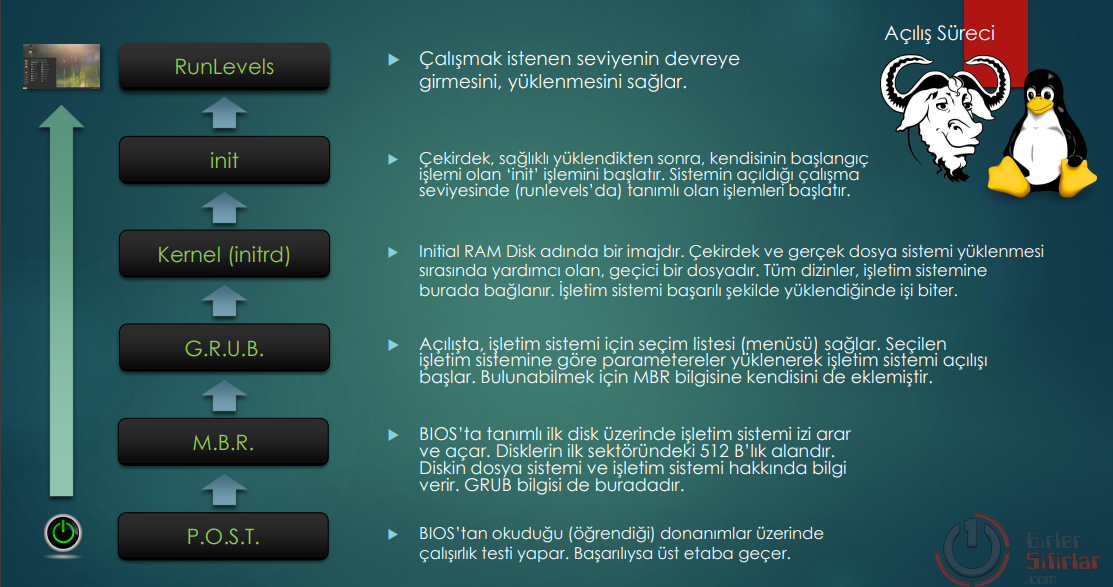 Açılış Süreci
RunLevels
Çalışmak istenen seviyenin devreye
girmesini, yüklenmesini sağlar.
init
Çekirdek, sağlıklı yüklendikten sonra, kendisinin başlangıç
işlemi olan ‘init’ işlemini başlatır. Sistemin açıldığı çalışma
seviyesinde (runlevels’da) tanımlı olan işlemleri başlatır.
Kernel (initrd)
Initial RAM Disk adında bir imajdır. Çekirdek ve gerçek dosya sistemi yüklenmesi
sırasında yardımcı olan, geçici bir dosyadır. Tüm dizinler, işletim sistemine
burada bağlanır. İşletim sistemi başarılı şekilde yüklendiğinde işi biter.
G.R.U.B.
Açılışta, işletim sistemi için seçim listesi (menüsü) sağlar. Seçilen
işletim sistemine göre parametereler yüklenerek işletim sistemi açılışı
başlar. Bulunabilmek için MBR bilgisine kendisini de eklemiştir.
M.B.R.
BIOS’ta tanımlı ilk disk üzerinde işletim sistemi izi arar
ve açar. Disklerin ilk sektöründeki 512 B’lık alandır.
Diskin dosya sistemi ve işletim sistemi hakkında bilgi
verir. GRUB bilgisi de buradadır.
P.O.S.T.
BIOS’tan okuduğu (öğrendiği) donanımlar üzerinde
çalışırlık testi yapar. Başarılıysa üst etaba geçer.
Birler
Sıfırlar
.com